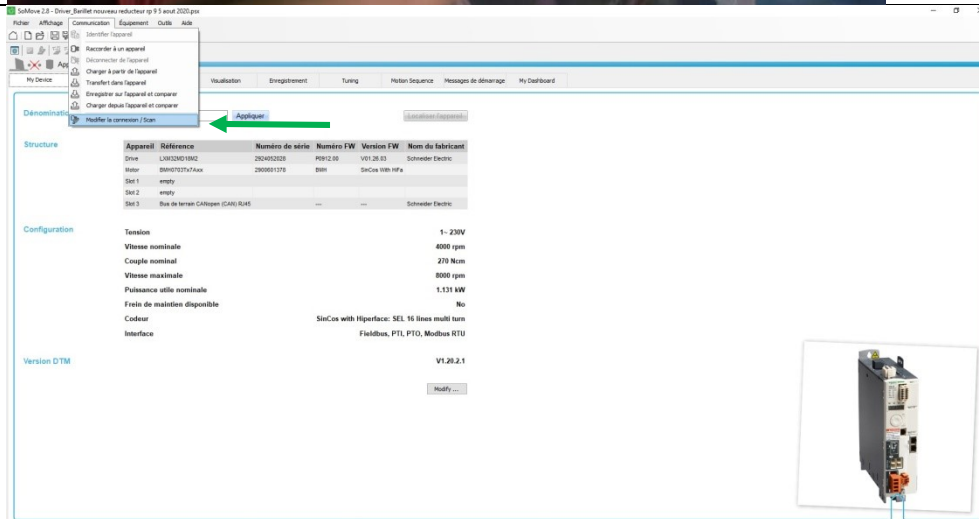 SoMove 2.8 - Driver_Barillet nouveau reducteur rp 9 5 aout 2020.psx
Fichier Affichage Communication Équipement Outils Aide
Identifier l'appareil
Raccorder à un appareil
Déconnecter de l'appareil
Charger à partir de l'appareil
Transfert dans l'appareil
Enregistrer sur l'appareil et comparer
Charger depuis l'appareil et comparer
Modifier la connexion / Scan
My Device Visualisation Enregistrement Tuning Motion Sequence Messages de démarrage My Dashboard
Appliquer Localiser l'appareil
Structure
Appareil Référence Numéro de série Numéro FW Version FW Nom du fabricant
Drive LXM32MD18M2 2924052028 P0912.00 V01.28.03 Schneider Electric
Motor BMH0703Tx7Axx 2900801378 BMH SinCos With HiFa
Slot 1 empty
Slot 2 empty
Slot 3 Bus de terrain CANopen (CAN) RJ45 --- --- Schneider Electric
Configuration
Tension 1~ 230V
Vitesse nominale 4000 rpm
Couple nominal 270 Ncm
Vitesse maximale 8000 rpm
Puissance utile nominale 1.131 kW
Frein de maintien disponible No
Codeur SinCos with Hiperface: SEL 16 lines multi turn
Interface Fieldbus, PTI, PTO, Modbus RTU
Version DTM V1.20.2.1
Modify ...